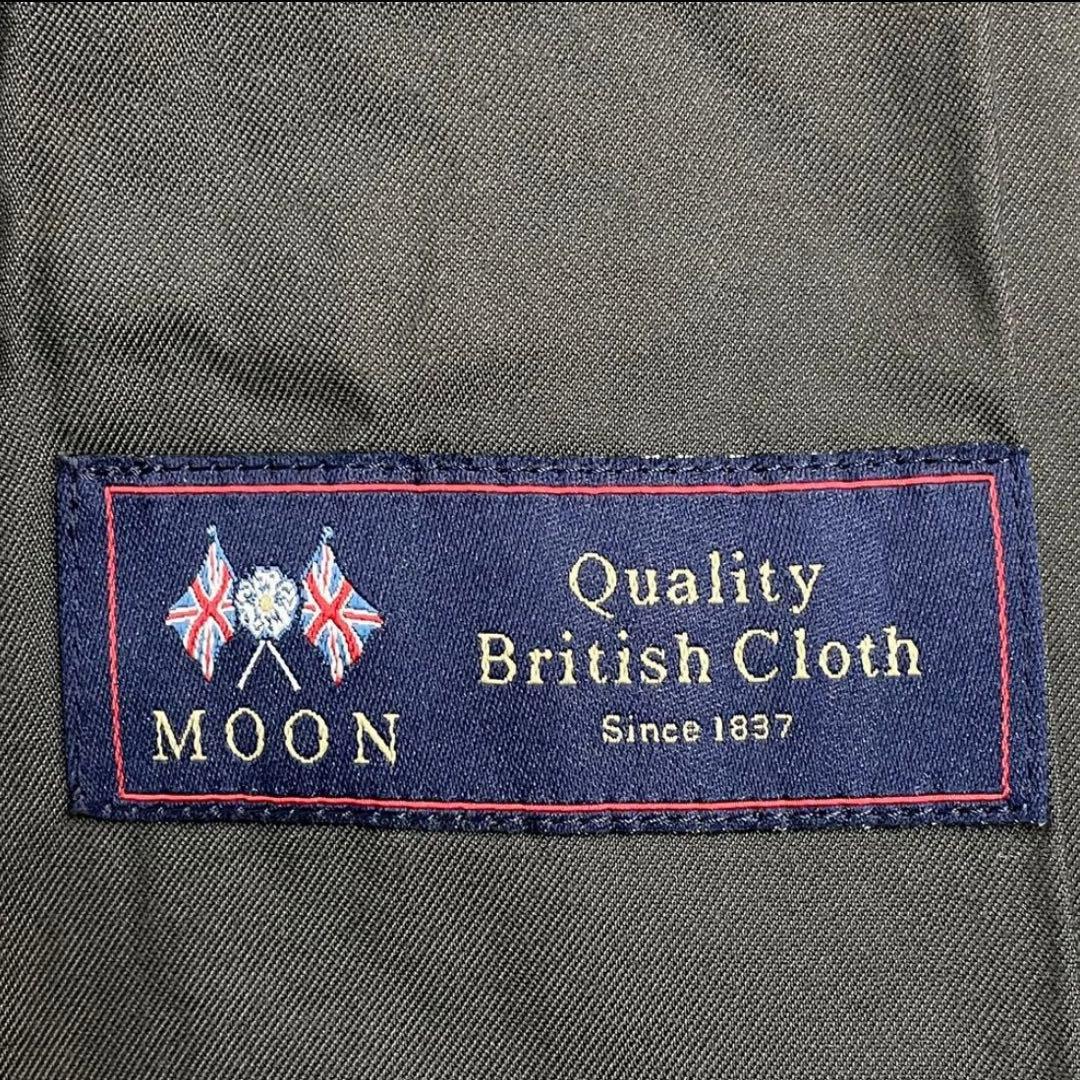 MOON
Quality
British Cloth
Since 1837